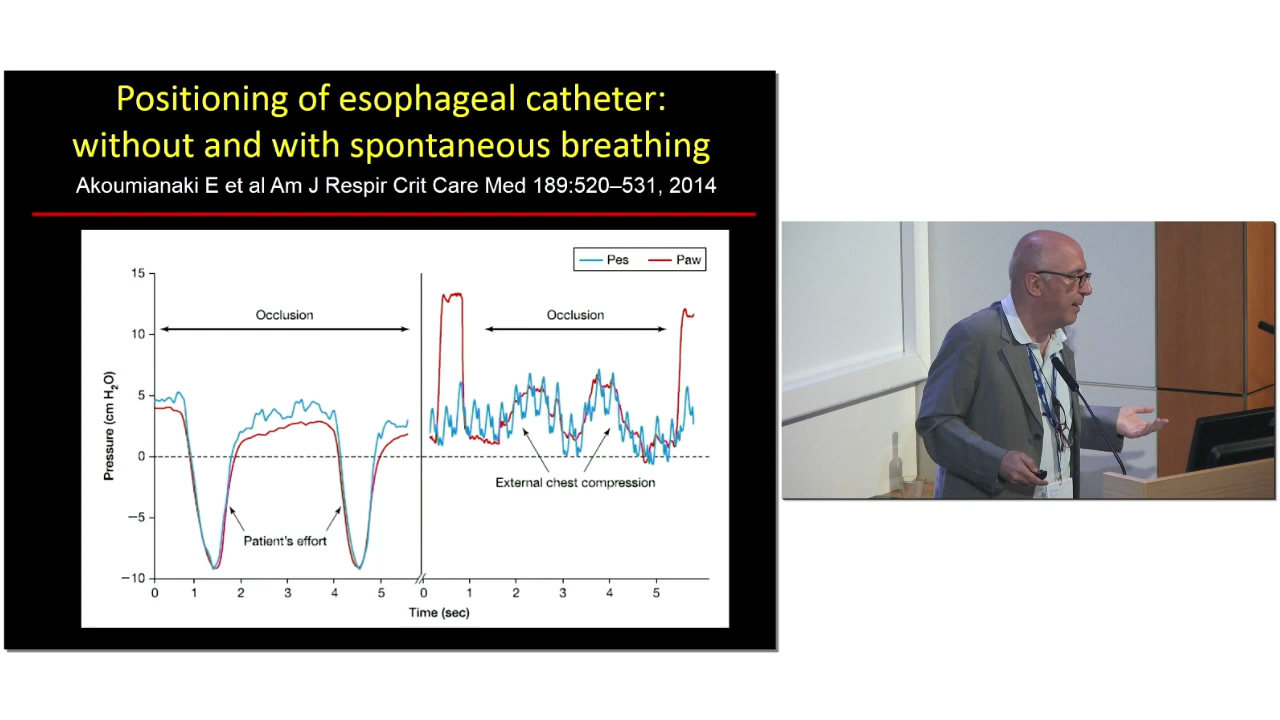 Positioning of esophageal catheter:
without and with spontaneous breathing
Akoumianaki E et al Am J Respir Crit Care Med 189:520–531, 2014
Pes Paw
15
10
5
0
−5
−10
Pressure (cm H₂O)
Occlusion
Occlusion
External chest compression
Patient's effort
0 1 2 3 4 5 0 1 2 3 4 5
Time (sec)